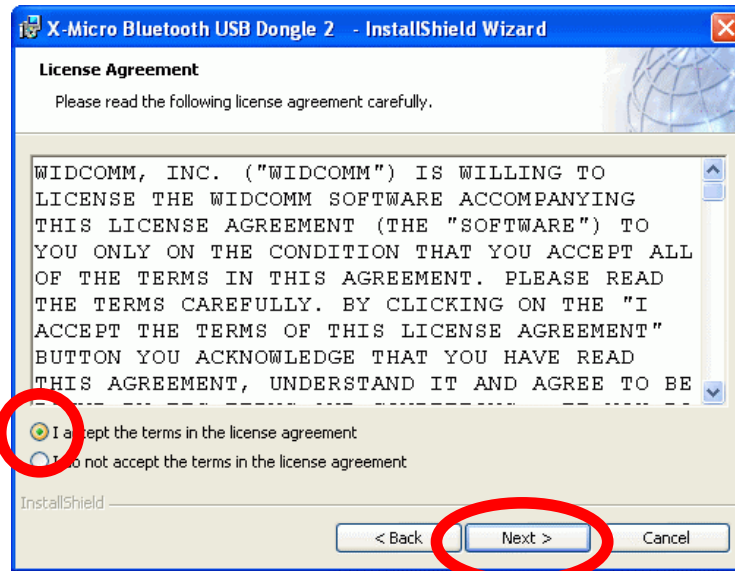 X-Micro Bluetooth USB Dongle 2 - InstallShield Wizard
License Agreement
Please read the following license agreement carefully.
WIDCOMM, INC. ("WIDCOMM") IS WILLING TO
LICENSE THE WIDCOMM SOFTWARE ACCOMPANYING
THIS LICENSE AGREEMENT (THE "SOFTWARE") TO
YOU ONLY ON THE CONDITION THAT YOU ACCEPT ALL
OF THE TERMS IN THIS AGREEMENT. PLEASE READ
THE TERMS CAREFULLY. BY CLICKING ON THE "I
ACCEPT THE TERMS OF THIS LICENSE AGREEMENT"
BUTTON YOU ACKNOWLEDGE THAT YOU HAVE READ
THIS AGREEMENT, UNDERSTAND IT AND AGREE TO BE
I accept the terms in the license agreement
I do not accept the terms in the license agreement
InstallShield
< Back Next > Cancel